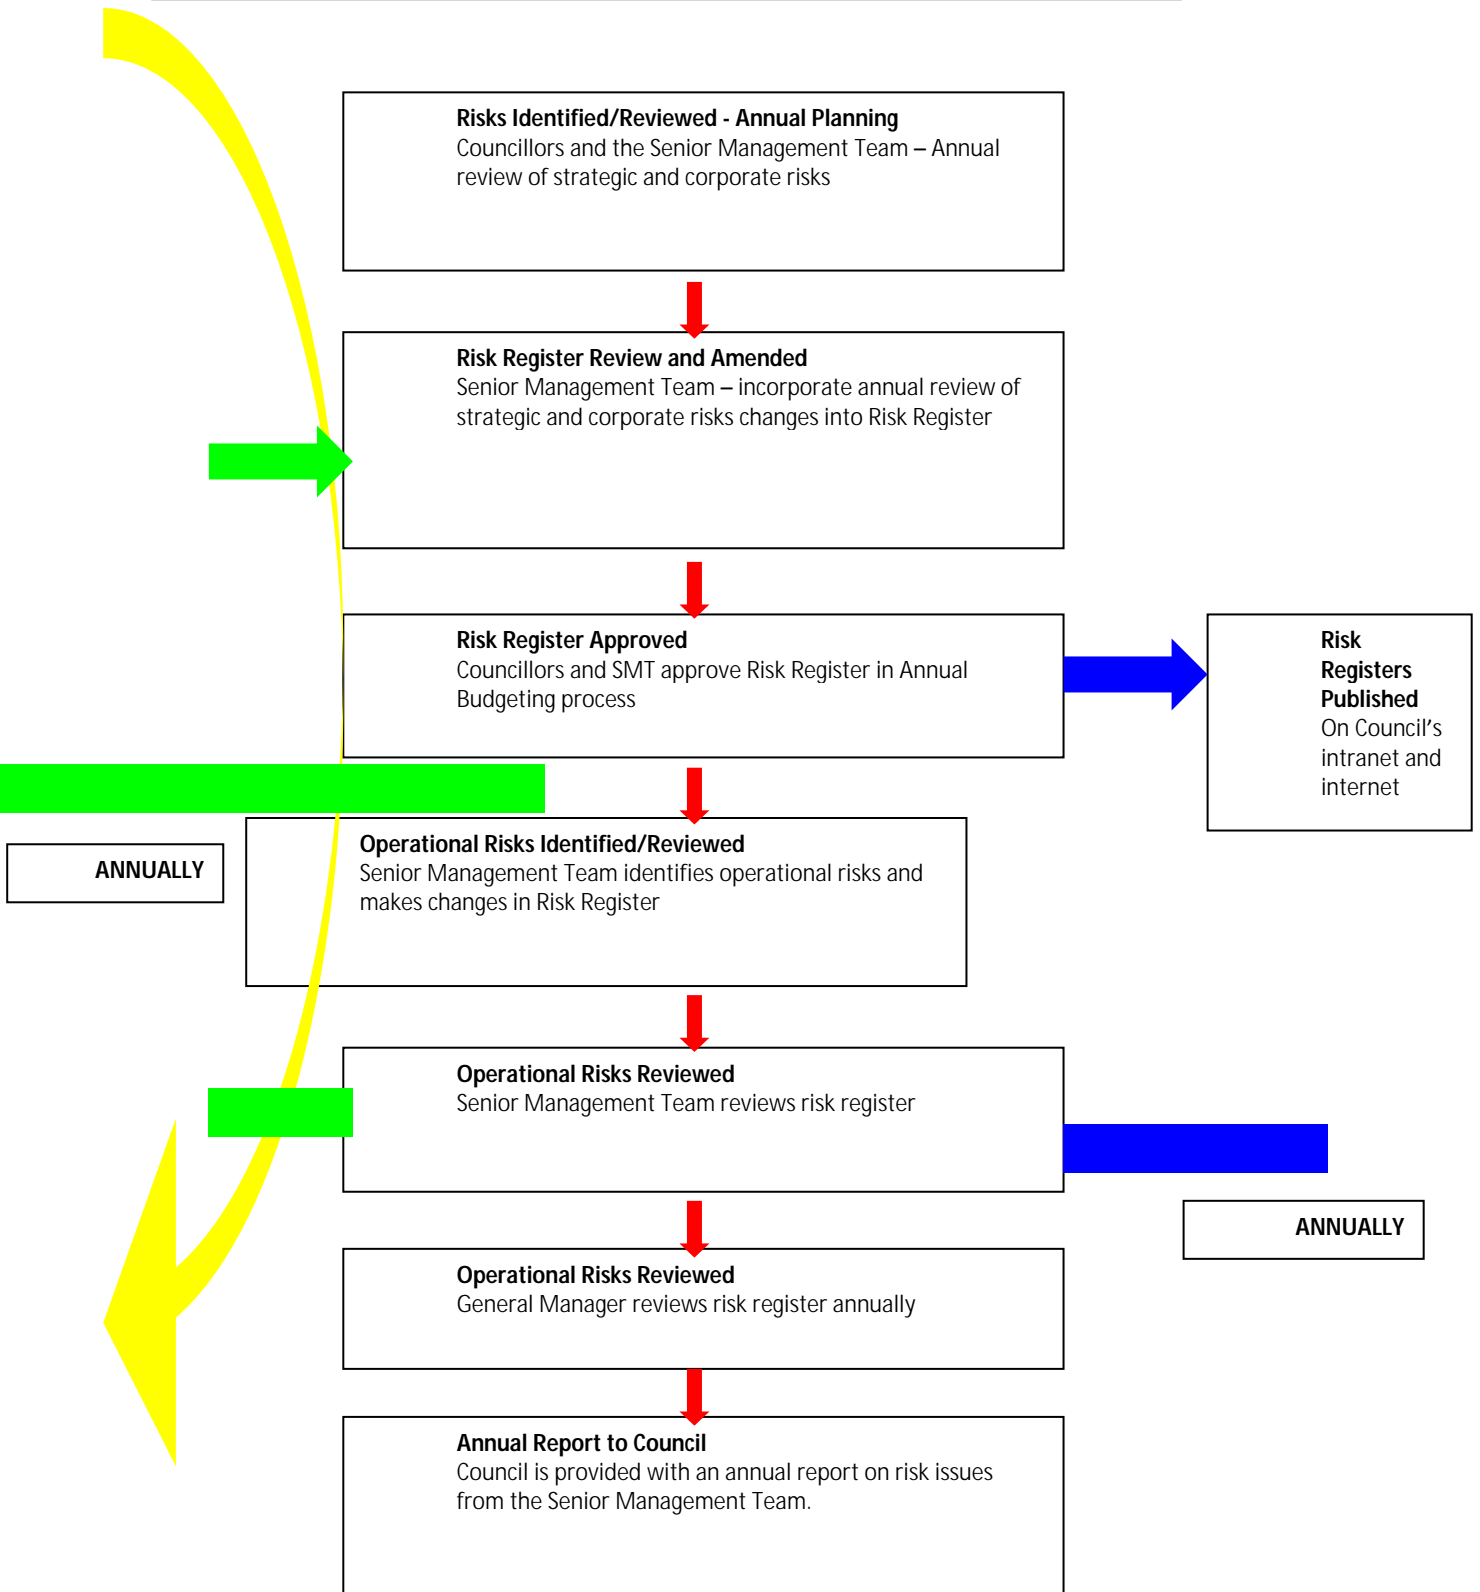 Risks Identified/Reviewed - Annual Planning
Councillors and the Senior Management Team – Annual
review of strategic and corporate risks
Risk Register Review and Amended
Senior Management Team – incorporate annual review of
strategic and corporate risks changes into Risk Register
Risk Register Approved
Councillors and SMT approve Risk Register in Annual
Budgeting process
Risk
Registers
Published
On Council's
intranet and
internet
Operational Risks Identified/Reviewed
Senior Management Team identifies operational risks and
makes changes in Risk Register
ANNUALLY
Operational Risks Reviewed
Senior Management Team reviews risk register
ANNUALLY
Operational Risks Reviewed
General Manager reviews risk register annually
Annual Report to Council
Council is provided with an annual report on risk issues
from the Senior Management Team.